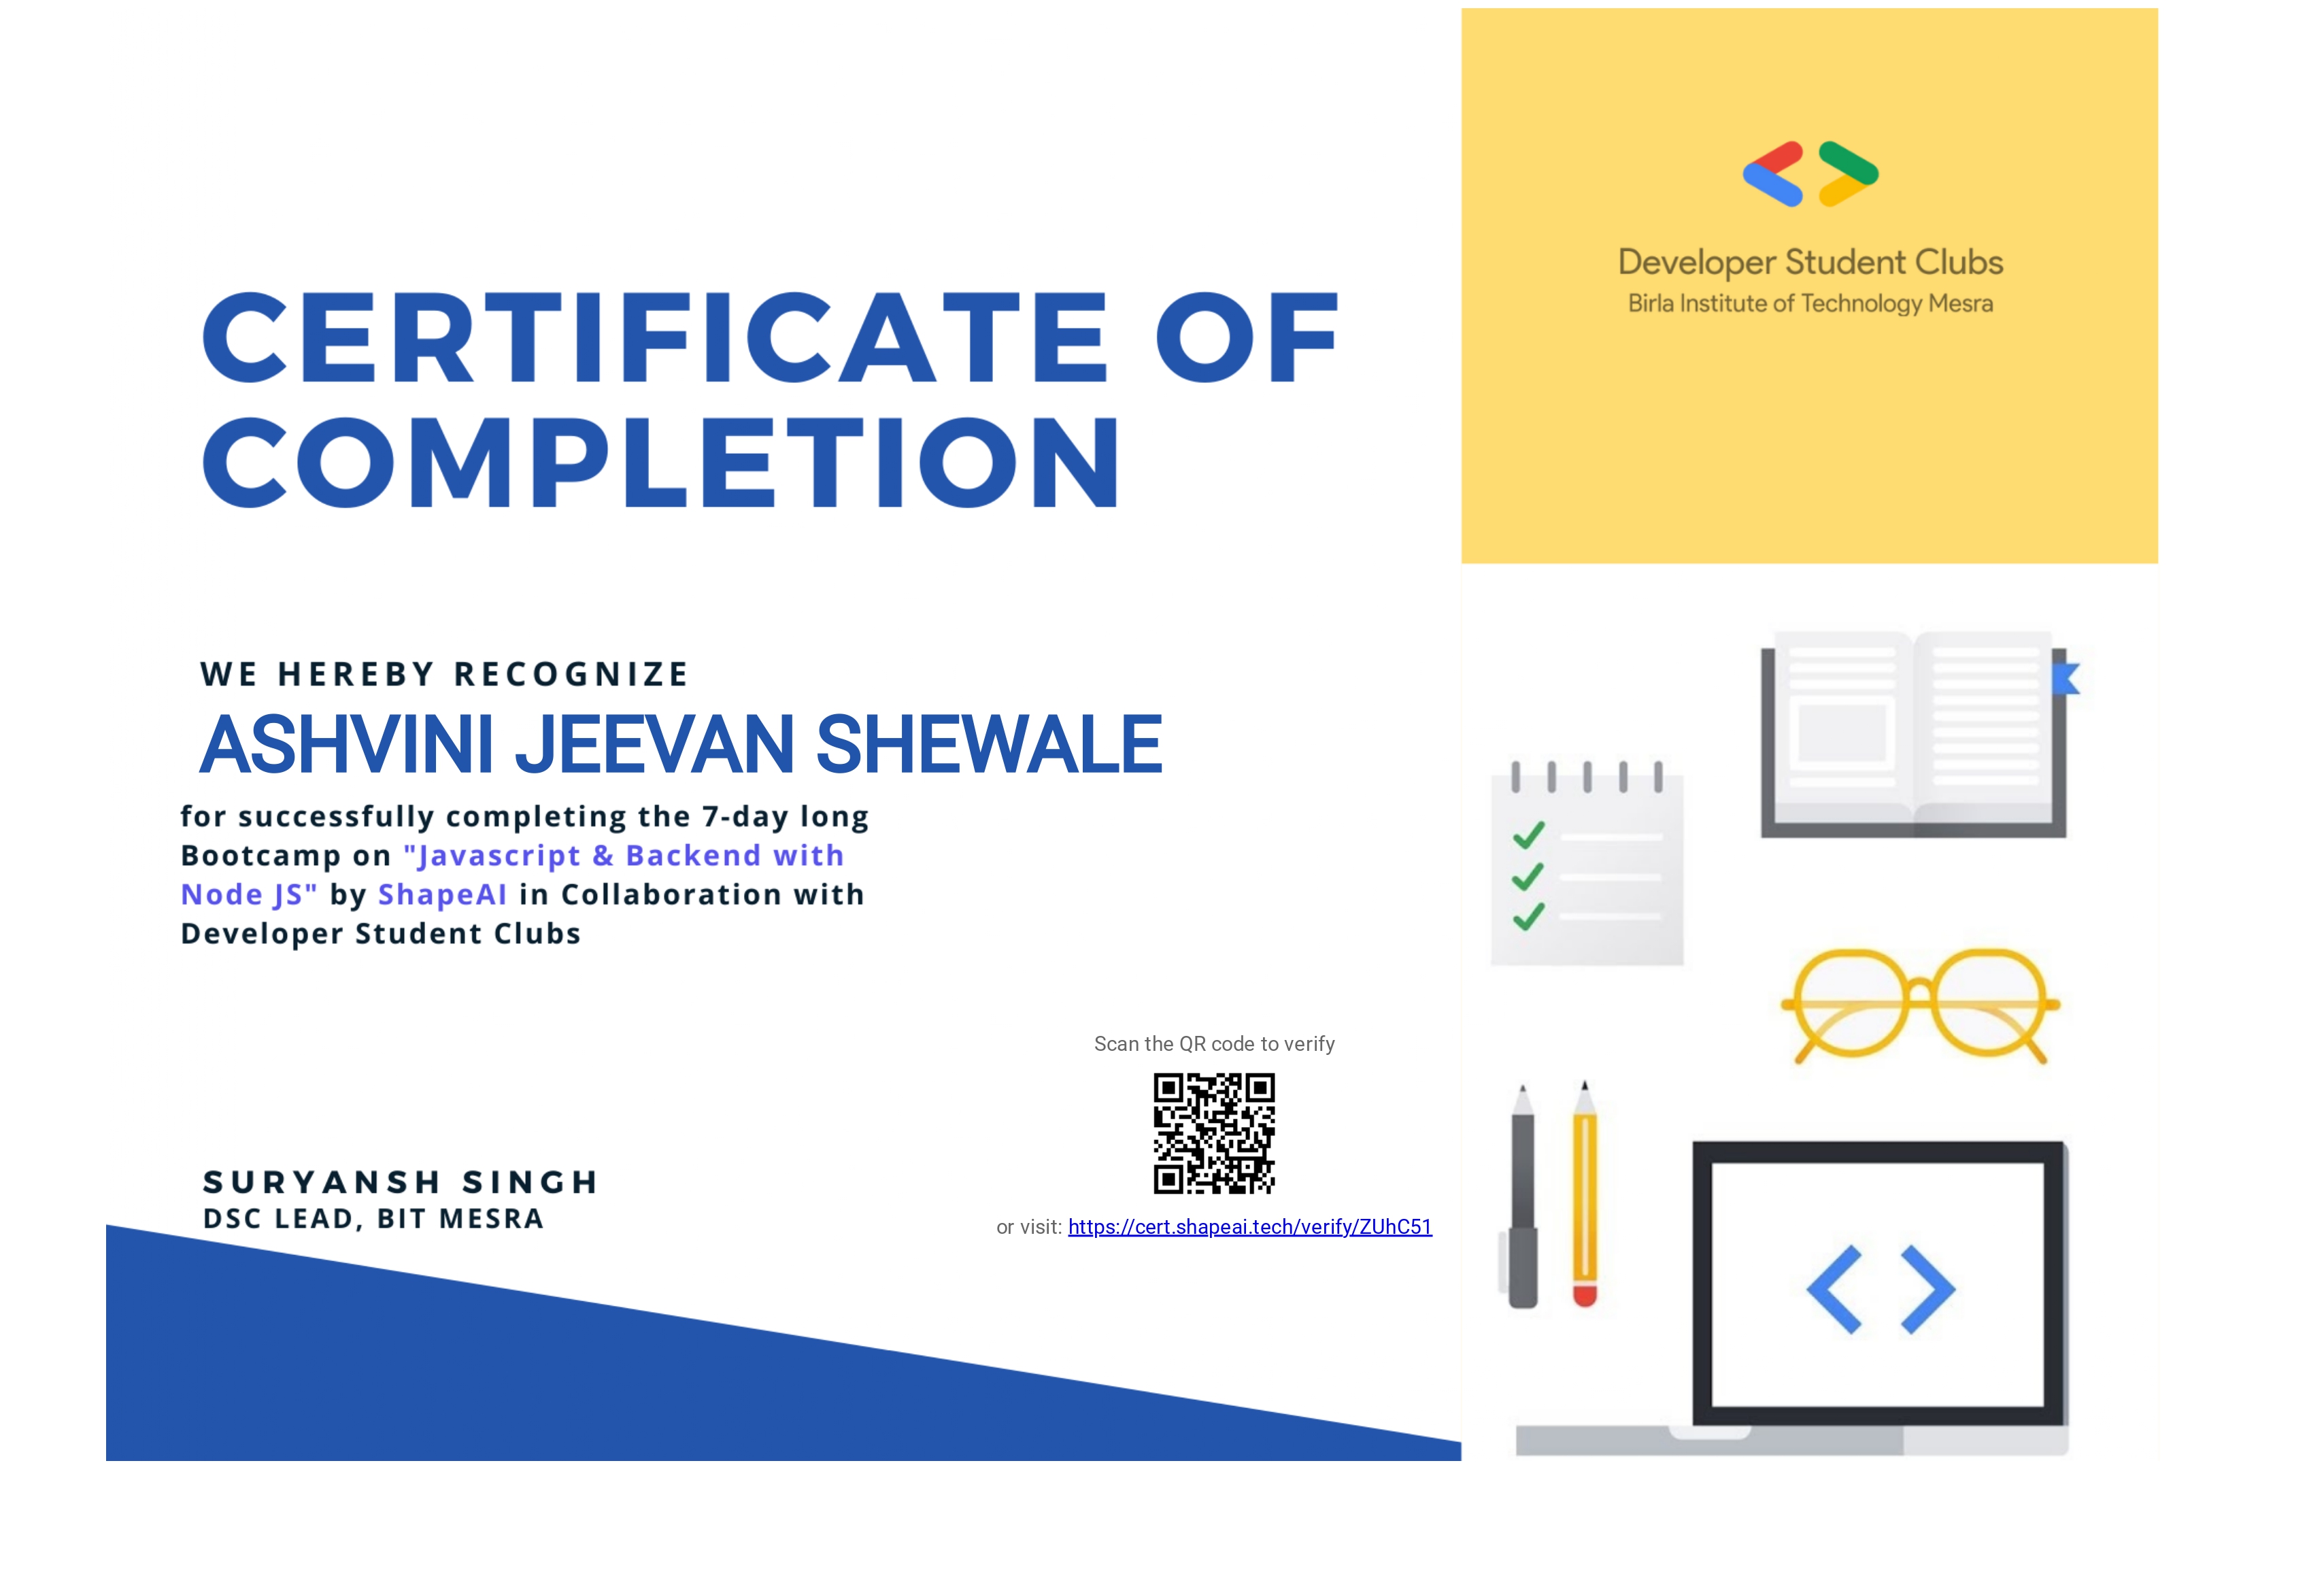 CERTIFICATE OF
COMPLETION
WE HEREBY RECOGNIZE
ASHVINI JEEVAN SHEWALE
for successfully completing the 7-day long
Bootcamp on "Javascript & Backend with
Node JS" by ShapeAI in Collaboration with
Developer Student Clubs
Scan the QR code to verify
or visit: https://cert.shapeai.tech/verify/ZUhC51
SURYANSH SINGH
DSC LEAD, BIT MESRA
Developer Student Clubs
Birla Institute of Technology Mesra